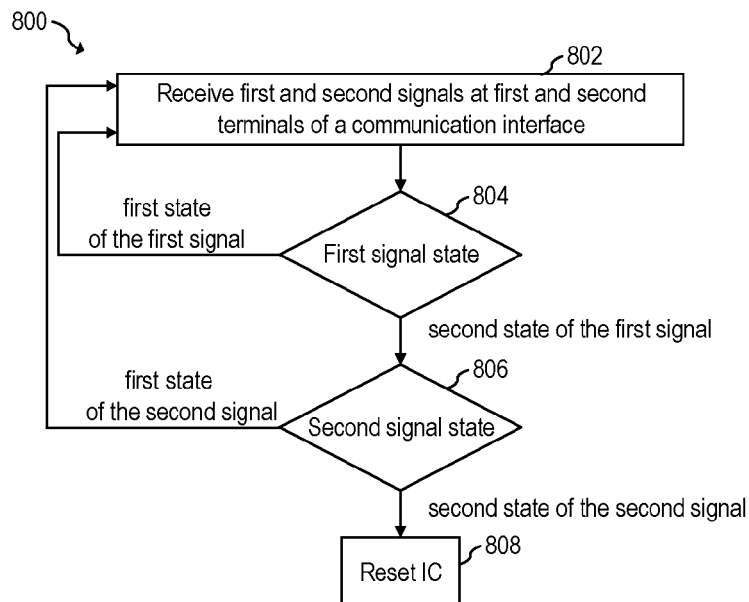 800
802
Receive first and second signals at first and second
terminals of a communication interface
804
first state
of the first signal
First signal state
second state of the first signal
806
first state
of the second signal
Second signal state
second state of the second signal
808
Reset IC